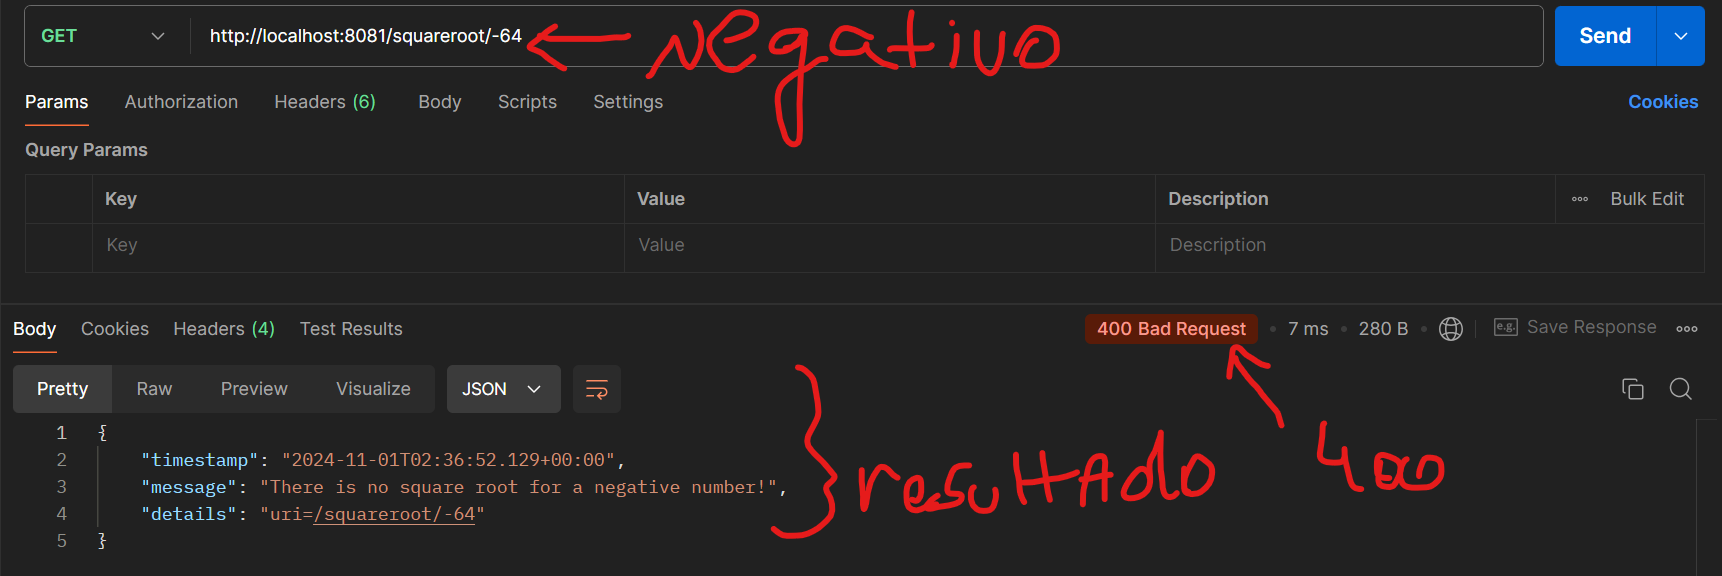 GET http://localhost:8081/squareroot/-64 negativo Send
Params Authorization Headers (6) Body Scripts Settings Cookies
Query Params
Key Value Description Bulk Edit
Key Value Description
Body Cookies Headers (4) Test Results 400 Bad Request • 7 ms • 280 B • e.g. Save Response
Pretty Raw Preview Visualize JSON
1 {
2 "timestamp": "2024-11-01T02:36:52.129+00:00",
3 "message": "There is no square root for a negative number!",
4 "details": "uri=/squareroot/-64"
5 }
resultado 400